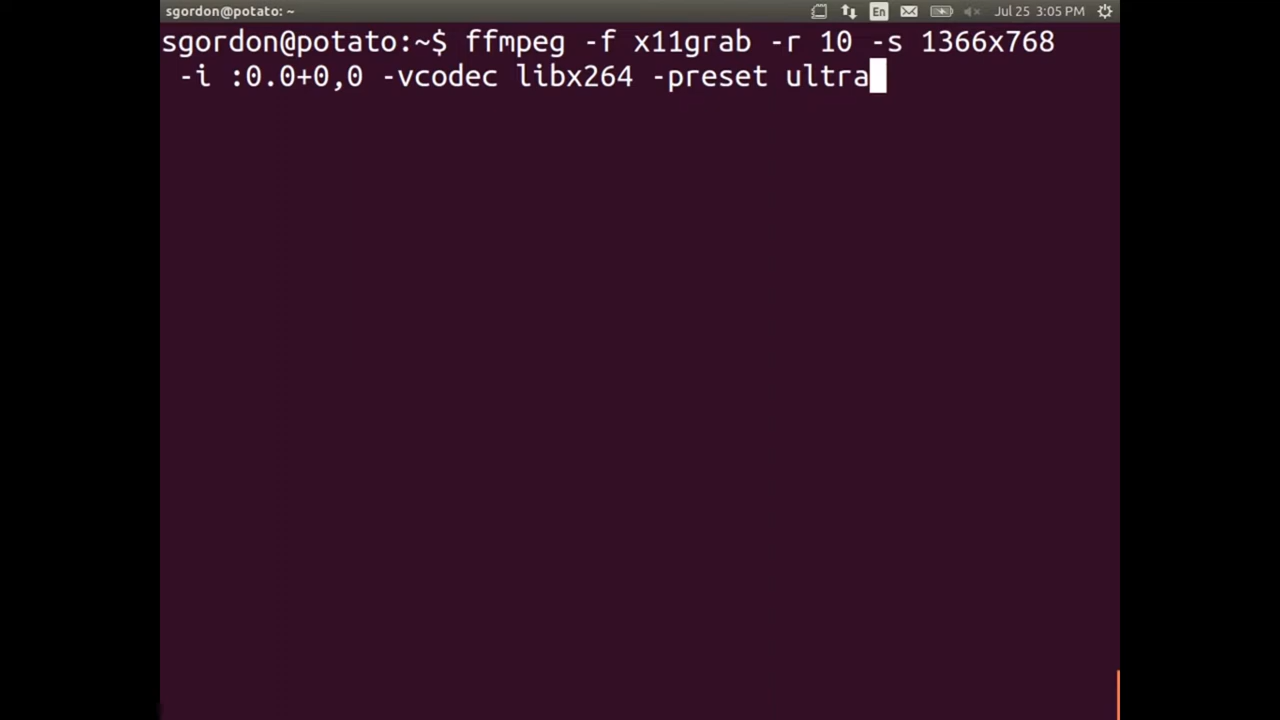 sgordon@potato: ~
En
Jul 25 3:05 PM
sgordon@potato:~$ ffmpeg -f x11grab -r 10 -s 1366x768
-i :0.0+0,0 -vcodec libx264 -preset ultra